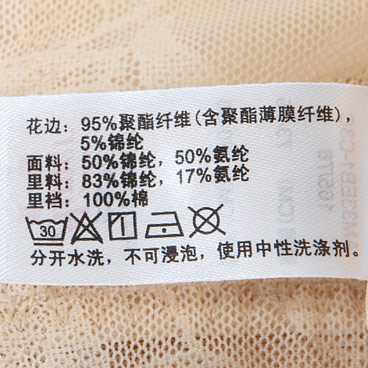 花边：95%聚酯纤维(含聚酯薄膜纤维)，
5%锦纶
面料：50%锦纶，50%氨纶
里料：83%锦纶，17%氨纶
里裆：100%棉
30
分开水洗，不可浸泡，使用中性洗涤剂。